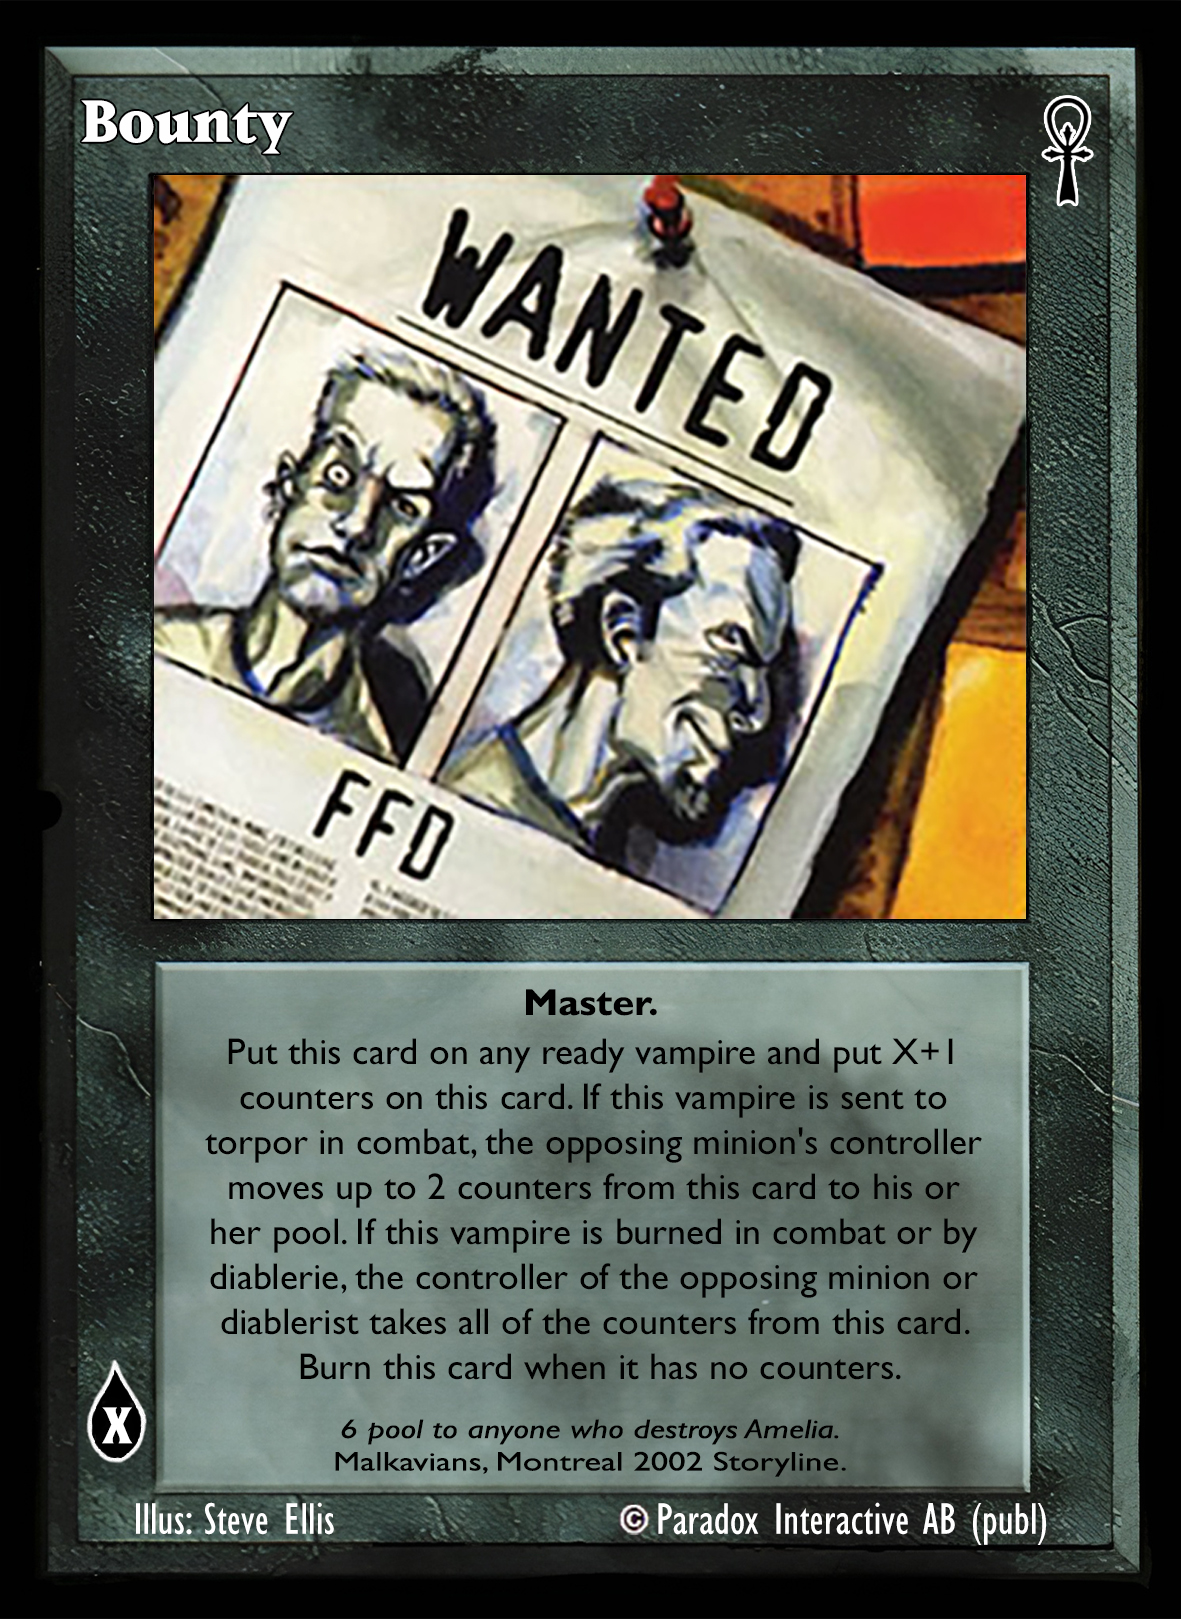 Bounty
WANTED
FFD
Master.
Put this card on any ready vampire and put X+1
counters on this card. If this vampire is sent to
torpor in combat, the opposing minion's controller
moves up to 2 counters from this card to his or
her pool. If this vampire is burned in combat or by
diablerie, the controller of the opposing minion or
diablerist takes all of the counters from this card.
Burn this card when it has no counters.
6 pool to anyone who destroys Amelia.
Malkavians, Montreal 2002 Storyline.
X
Illus: Steve Ellis
© Paradox Interactive AB (publ)